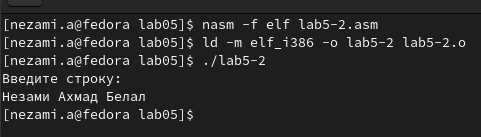 [nezami.a@fedora lab05]$ nasm -f elf lab5-2.asm
[nezami.a@fedora lab05]$ ld -m elf_i386 -o lab5-2 lab5-2.o
[nezami.a@fedora lab05]$ ./lab5-2
Введите строку:
Незами Ахмад Белал
[nezami.a@fedora lab05]$